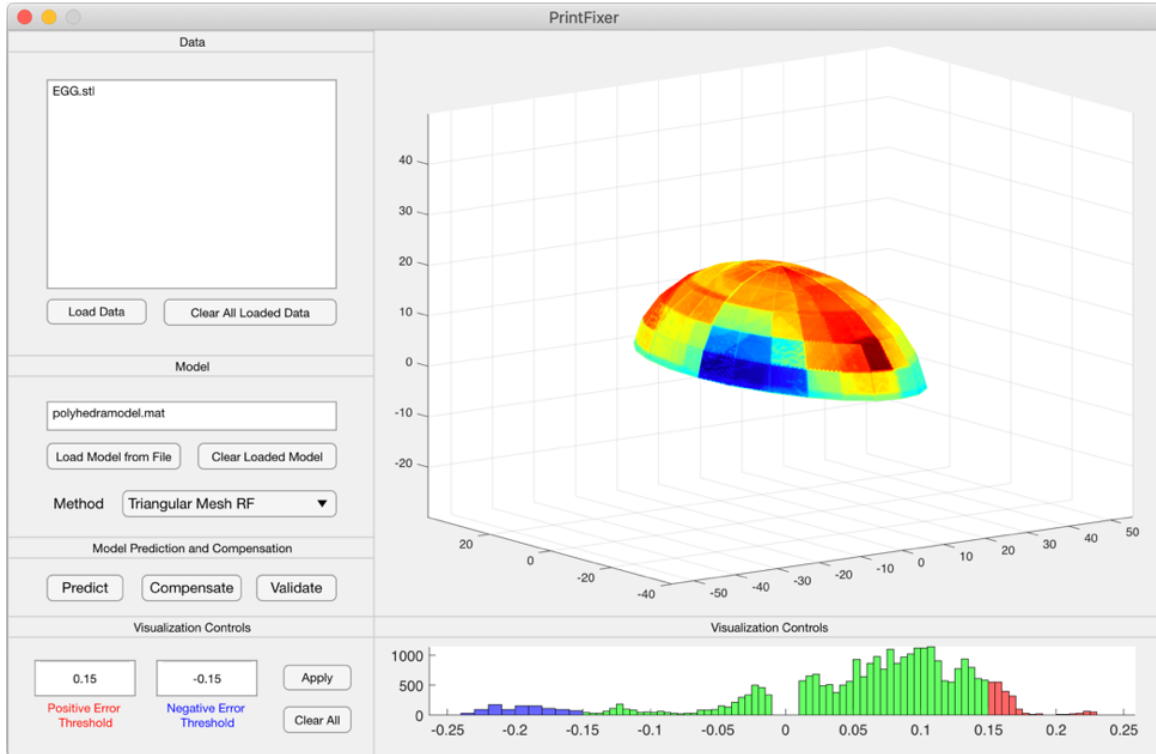 PrintFixer
Data
EGG.stl
Load Data
Clear All Loaded Data
Model
polyhedramodel.mat
Load Model from File
Clear Loaded Model
Method
Triangular Mesh RF
Model Prediction and Compensation
Predict
Compensate
Validate
Visualization Controls
0.15
-0.15
Apply
Positive Error
Threshold
Negative Error
Threshold
Clear All
40
30
20
10
0
-10
-20
20
0
-20
-40
-50
-40
-30
-20
-10
0
10
20
30
40
50
Visualization Controls
1000
500
0
-0.25
-0.2
-0.15
-0.1
-0.05
0
0.05
0.1
0.15
0.2
0.25